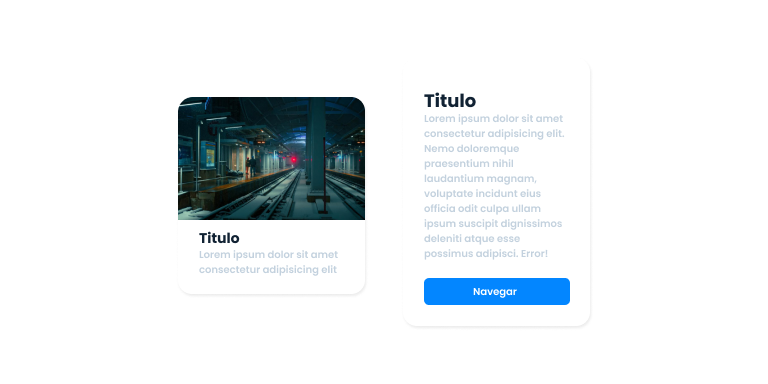 Titulo
Lorem ipsum dolor sit amet
consectetur adipisicing elit
Titulo
Lorem ipsum dolor sit amet
consectetur adipisicing elit.
Nemo doloremque
praesentium nihil
laudantium magnam,
voluptate incidunt eius
officia odit culpa ullam
ipsum suscipit dignissimos
deleniti atque esse
possimus adipisci. Error!
Navegar